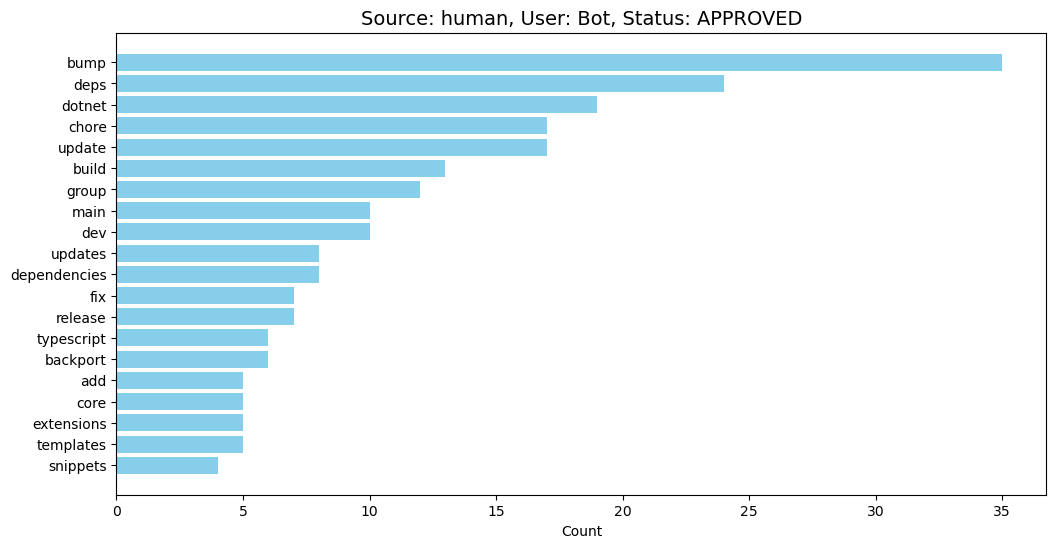 Source: human, User: Bot, Status: APPROVED
bump
deps
dotnet
chore
update
build
group
main
dev
updates
dependencies
fix
release
typescript
backport
add
core
extensions
templates
snippets
0 5 10 15 20 25 30 35
Count